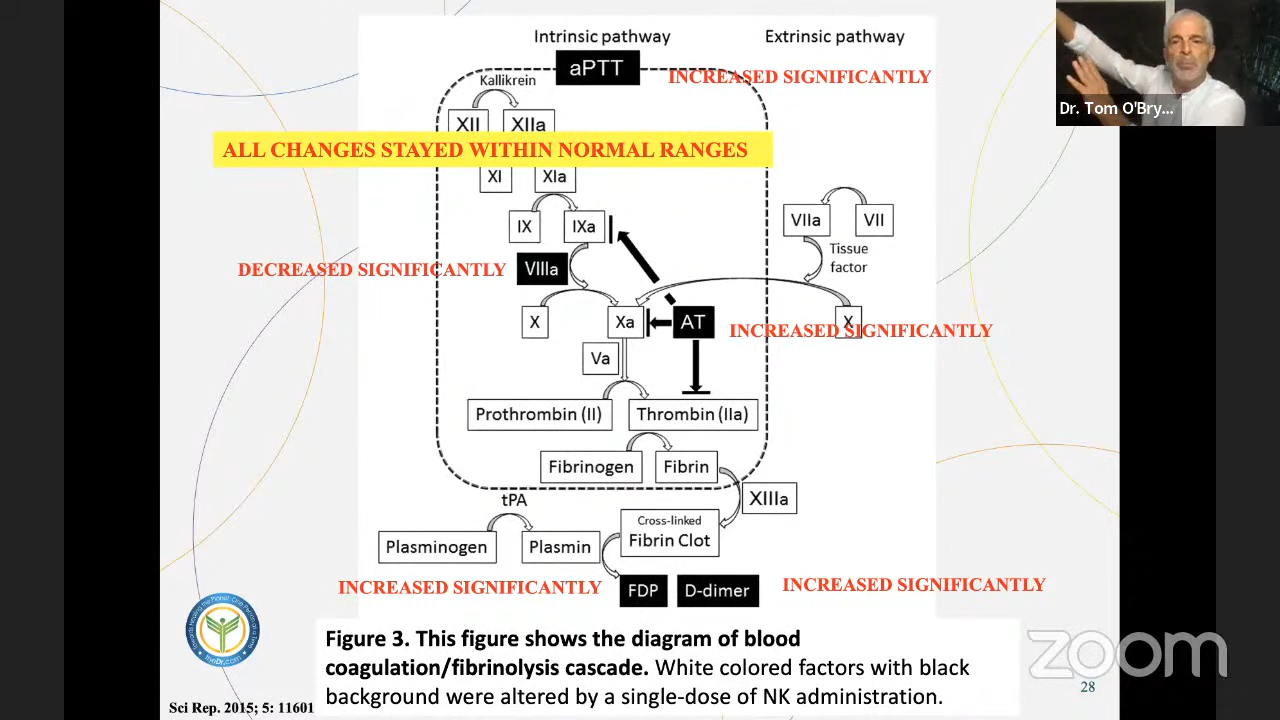 Intrinsic pathway
Extrinsic pathway
aPTT
INCREASED SIGNIFICANTLY
Kallikrein
Dr. Tom O'Bry...
XII
XIIa
ALL CHANGES STAYED WITHIN NORMAL RANGES
XI
XIa
IX
IXa
VIIa
VII
Tissue
factor
DECREASED SIGNIFICANTLY
VIIIa
X
Xa
AT
INCREASED SIGNIFICANTLY
X
Va
Prothrombin (II)
Thrombin (IIa)
Fibrinogen
Fibrin
XIIIa
tPA
Cross-linked
Fibrin Clot
Plasminogen
Plasmin
INCREASED SIGNIFICANTLY
FDP
D-dimer
INCREASED SIGNIFICANTLY
Figure 3. This figure shows the diagram of blood
coagulation/fibrinolysis cascade. White colored factors with black
background were altered by a single-dose of NK administration.
theDr.com
zoom
28
Sci Rep. 2015; 5: 11601